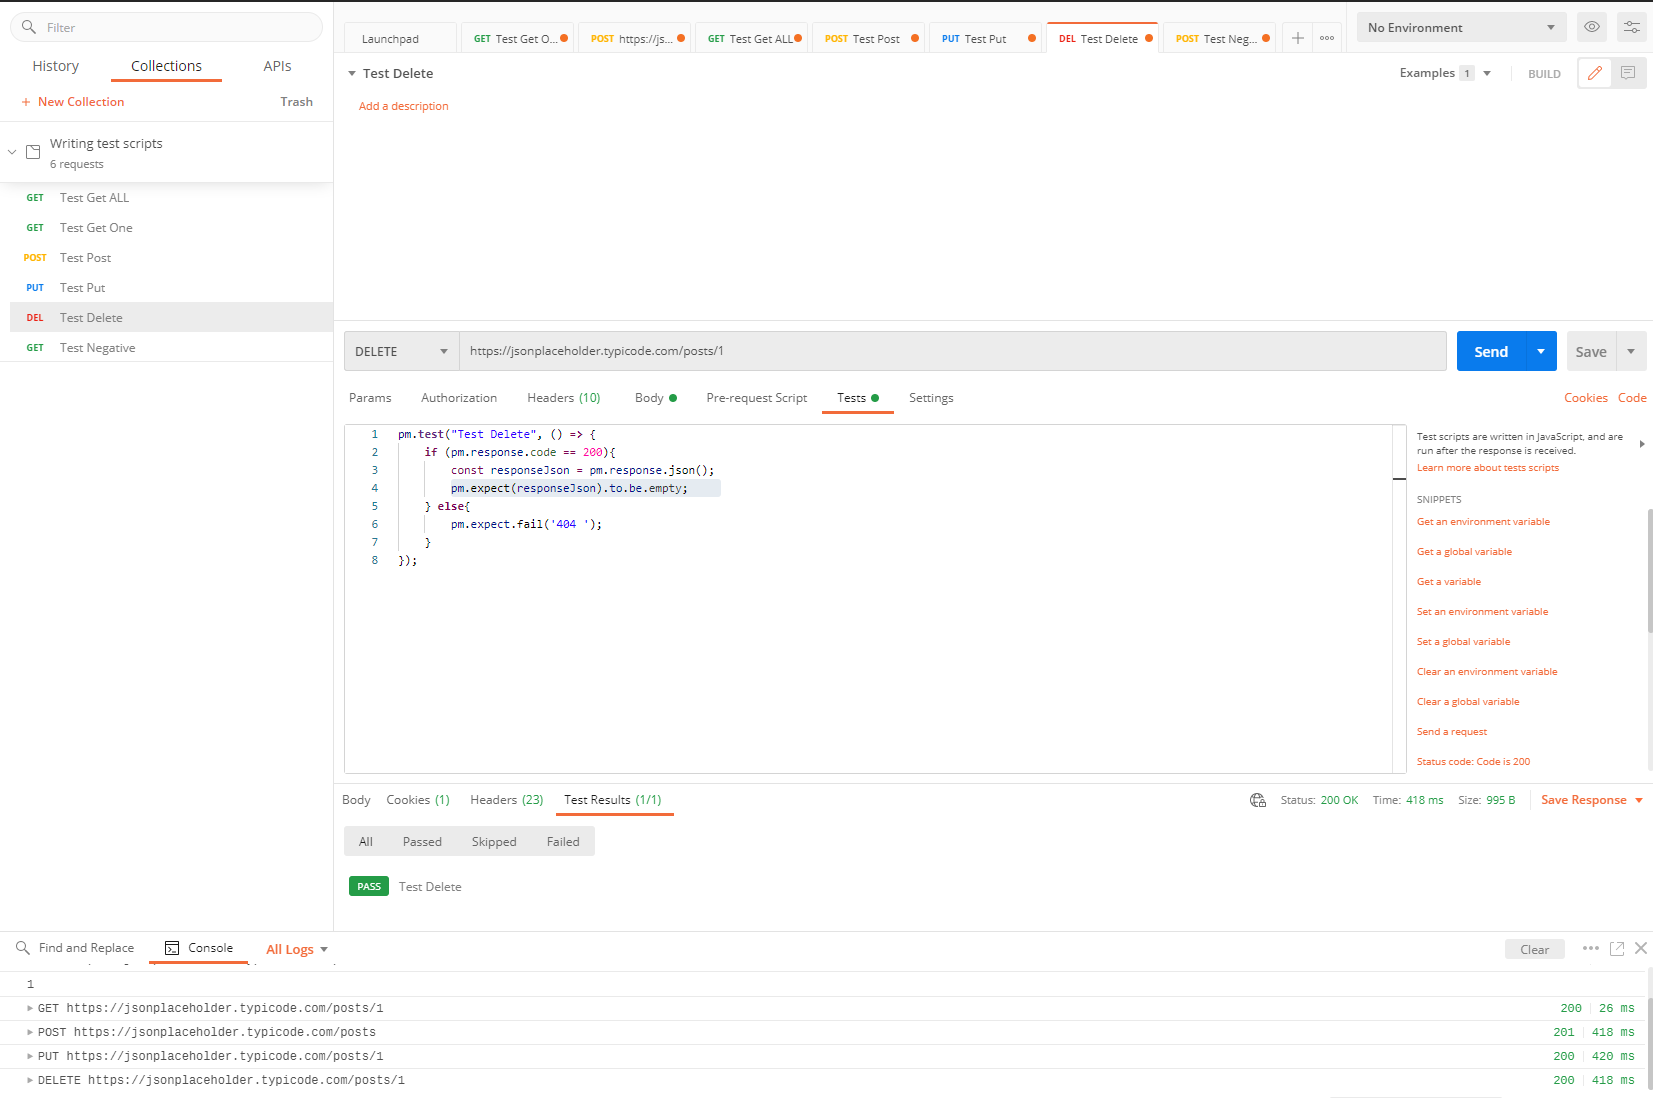 Filter
Launchpad
GET Test Get O...
POST https://js...
GET Test Get ALL
POST Test Post
PUT Test Put
DEL Test Delete
POST Test Neg...
No Environment
History
Collections
APIs
+ New Collection
Trash
Test Delete
Examples 1
BUILD
Add a description
Writing test scripts
6 requests
GET Test Get ALL
GET Test Get One
POST Test Post
PUT Test Put
DEL Test Delete
GET Test Negative
DELETE
https://jsonplaceholder.typicode.com/posts/1
Send
Save
Params
Authorization
Headers (10)
Body
Pre-request Script
Tests
Settings
Cookies
Code
1 pm.test("Test Delete", () => {
2 if (pm.response.code == 200){
3 const responseJson = pm.response.json();
4 pm.expect(responseJson).to.be.empty;
5 } else{
6 pm.expect.fail('404 ');
7 }
8 });
Test scripts are written in JavaScript, and are
run after the response is received.
Learn more about tests scripts
SNIPPETS
Get an environment variable
Get a global variable
Get a variable
Set an environment variable
Set a global variable
Clear an environment variable
Clear a global variable
Send a request
Status code: Code is 200
Body
Cookies (1)
Headers (23)
Test Results (1/1)
Status: 200 OK
Time: 418 ms
Size: 995 B
Save Response
All
Passed
Skipped
Failed
PASS Test Delete
Find and Replace
Console
All Logs
Clear
1
GET https://jsonplaceholder.typicode.com/posts/1 200 26 ms
POST https://jsonplaceholder.typicode.com/posts 201 418 ms
PUT https://jsonplaceholder.typicode.com/posts/1 200 420 ms
DELETE https://jsonplaceholder.typicode.com/posts/1 200 418 ms